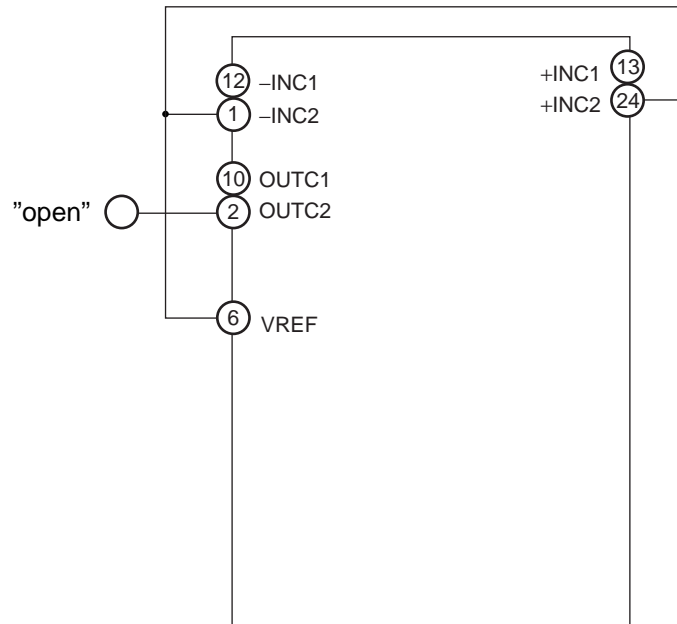 12 −INC1
1 −INC2
+INC1 13
+INC2 24
10 OUTC1
”open” 2 OUTC2
6 VREF